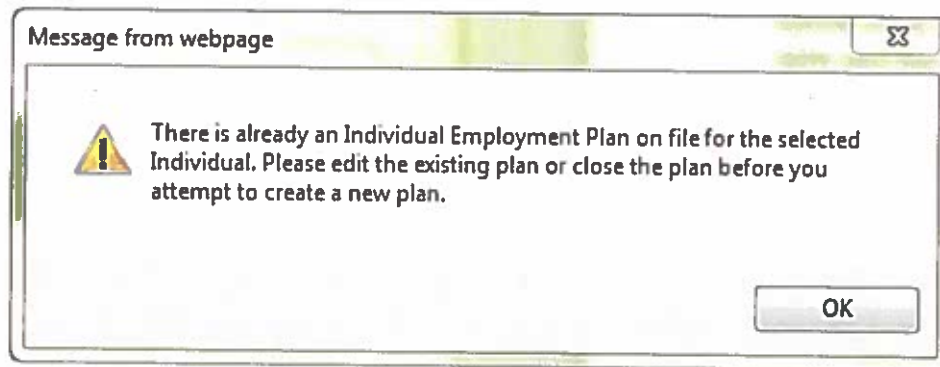 Message from webpage
There is already an Individual Employment Plan on file for the selected
Individual. Please edit the existing plan or close the plan before you
attempt to create a new plan.
OK